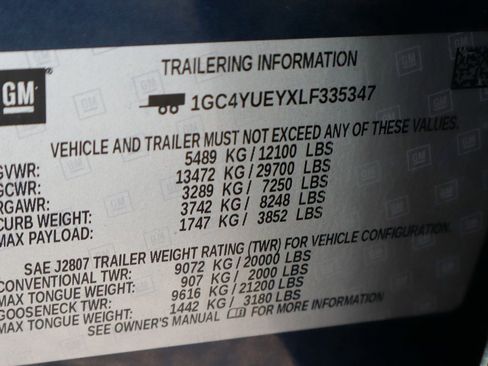 GM
TRAILERING INFORMATION
1GC4YUEYXLF335347
VEHICLE AND TRAILER MUST NOT EXCEED ANY OF THESE VALUES.
GVWR: 5489 KG / 12100 LBS
GCWR: 13472 KG / 29700 LBS
RGAWR: 3289 KG / 7250 LBS
CURB WEIGHT: 3742 KG / 8248 LBS
MAX PAYLOAD: 1747 KG / 3852 LBS
SAE J2807 TRAILER WEIGHT RATING (TWR) FOR VEHICLE CONFIGURATION.
CONVENTIONAL TWR: 9072 KG / 20000 LBS
MAX TONGUE WEIGHT: 907 KG / 2000 LBS
GOOSENECK TWR: 9616 KG / 21200 LBS
MAX TONGUE WEIGHT: 1442 KG / 3180 LBS
SEE OWNER'S MANUAL FOR MORE INFORMATION